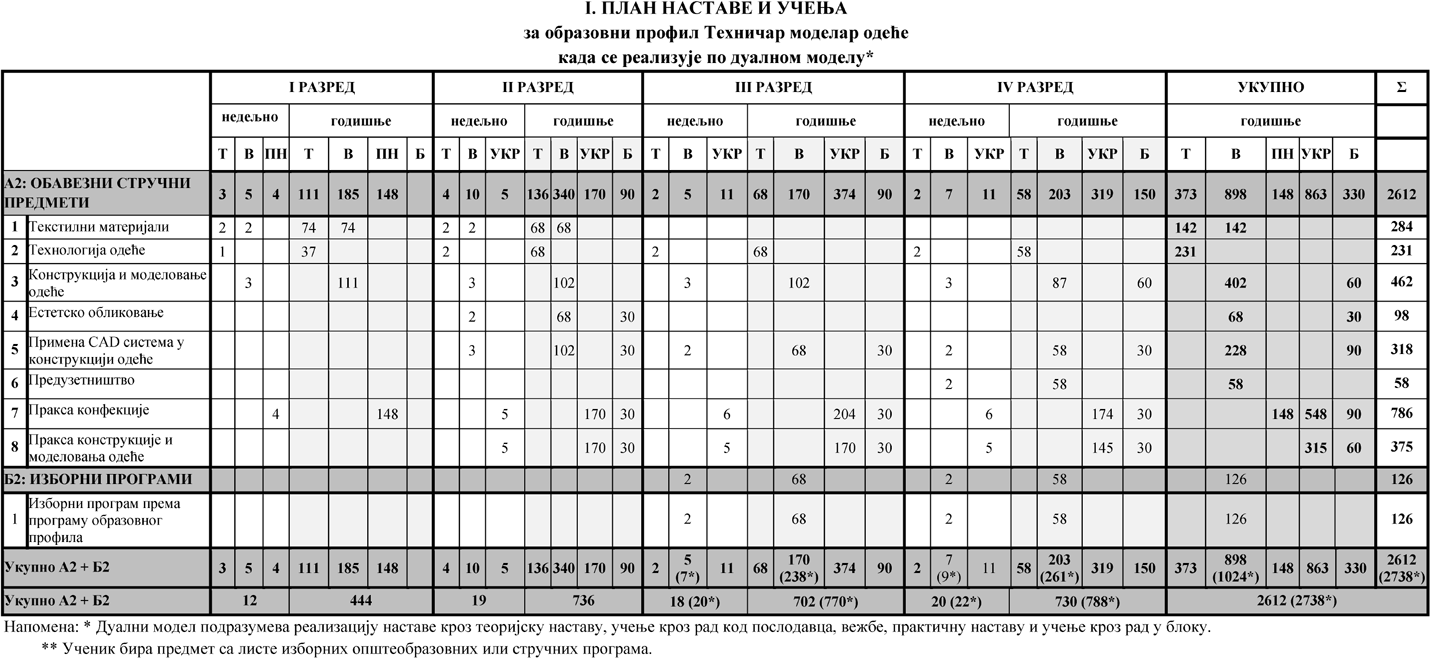 I. ПЛАН НАСТАВЕ И УЧЕЊА
за образовни профил Техничар моделар одеће
када се реализује по дуалном моделу*
I РАЗРЕД II РАЗРЕД III РАЗРЕД IV РАЗРЕД УКУПНО Σ
недељно годишње недељно годишње недељно годишње недељно годишње годишње
Т В ПН Т В ПН Б Т В УКР Т В УКР Б Т В УКР Т В УКР Б Т В УКР Т В УКР Б Т В ПН УКР Б
А2: ОБАВЕЗНИ СТРУЧНИ
ПРЕДМЕТИ 3 5 4 111 185 148 4 10 5 136 340 170 90 2 5 11 68 170 374 90 2 7 11 58 203 319 150 373 898 148 863 330 2612
1 Текстилни материјали 2 2 74 74 2 2 68 68 142 142 284
2 Технологија одеће 1 37 2 68 2 68 2 58 231 231
3 Конструкција и моделовање
одеће 3 111 3 102 3 102 3 87 60 402 60 462
4 Естетско обликовање 2 68 30 68 30 98
5 Примена CAD система у
конструкцији одеће 3 102 30 2 68 30 2 58 30 228 90 318
6 Предузетништво 2 58 58 58
7 Пракса конфекције 4 148 5 170 30 6 204 30 6 174 30 148 548 90 786
8 Пракса конструкције и
моделовања одеће 5 170 30 5 170 30 5 145 30 315 60 375
Б2: ИЗБОРНИ ПРОГРАМИ 2 68 2 58 126 126
1 Изборни програм према
програму образовног
профила 2 68 2 58 126 126
Укупно А2 + Б2 3 5 4 111 185 148 4 10 5 136 340 170 90 2 5 (7*) 11 68 170 (238*) 374 90 2 7 (9*) 11 58 203 (261*) 319 150 373 898 (1024*) 148 863 330 2612 (2738*)
Укупно А2 + Б2 12 444 19 736 18 (20*) 702 (770*) 20 (22*) 730 (788*) 2612 (2738*)
Напомена: * Дуални модел подразумева реализацију наставе кроз теоријску наставу, учење кроз рад код послодавца, вежбе, практичну наставу и учење кроз рад у блоку.
** Ученик бира предмет са листе изборних општеобразовних или стручних програма.